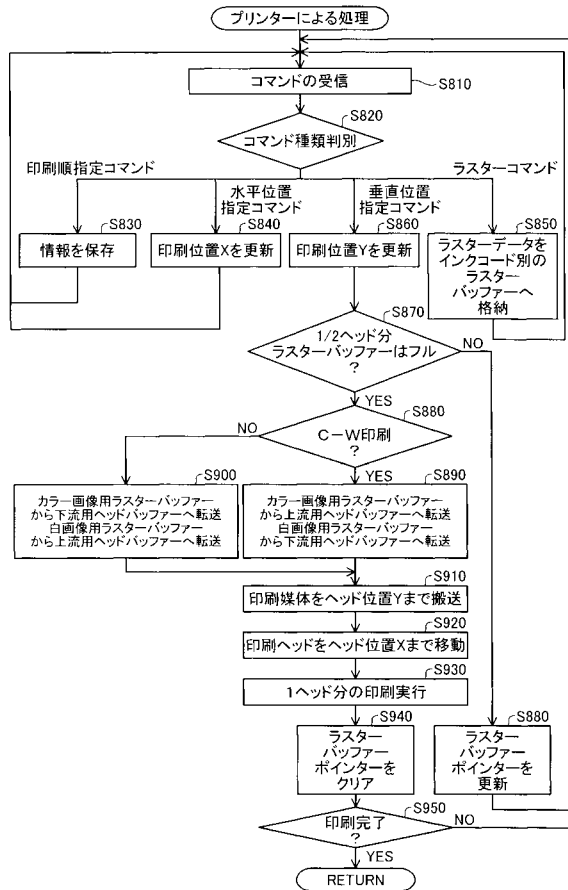 プリンターによる処理
コマンドの受信
S810
S820
コマンド種類判別
印刷順指定コマンド
水平位置
指定コマンド
垂直位置
指定コマンド
ラスターコマンド
S830
情報を保存
S840
印刷位置Xを更新
S860
印刷位置Yを更新
S850
ラスターデータを
インクコード別の
ラスター
バッファーへ
格納
S870
1/2ヘッド分
ラスターバッファーはフル
?
NO
YES
S880
C-W印刷
?
NO
YES
S900
カラー画像用ラスターバッファー
から下流用ヘッドバッファーへ転送
白画像用ラスターバッファー
から上流用ヘッドバッファーへ転送
S890
カラー画像用ラスターバッファー
から上流用ヘッドバッファーへ転送
白画像用ラスターバッファー
から下流用ヘッドバッファーへ転送
S910
印刷媒体をヘッド位置Yまで搬送
S920
印刷ヘッドをヘッド位置Xまで移動
S930
1ヘッド分の印刷実行
S940
ラスター
バッファー
ポインターを
クリア
S880
ラスター
バッファー
ポインターを
更新
S950
印刷完了
?
NO
YES
RETURN